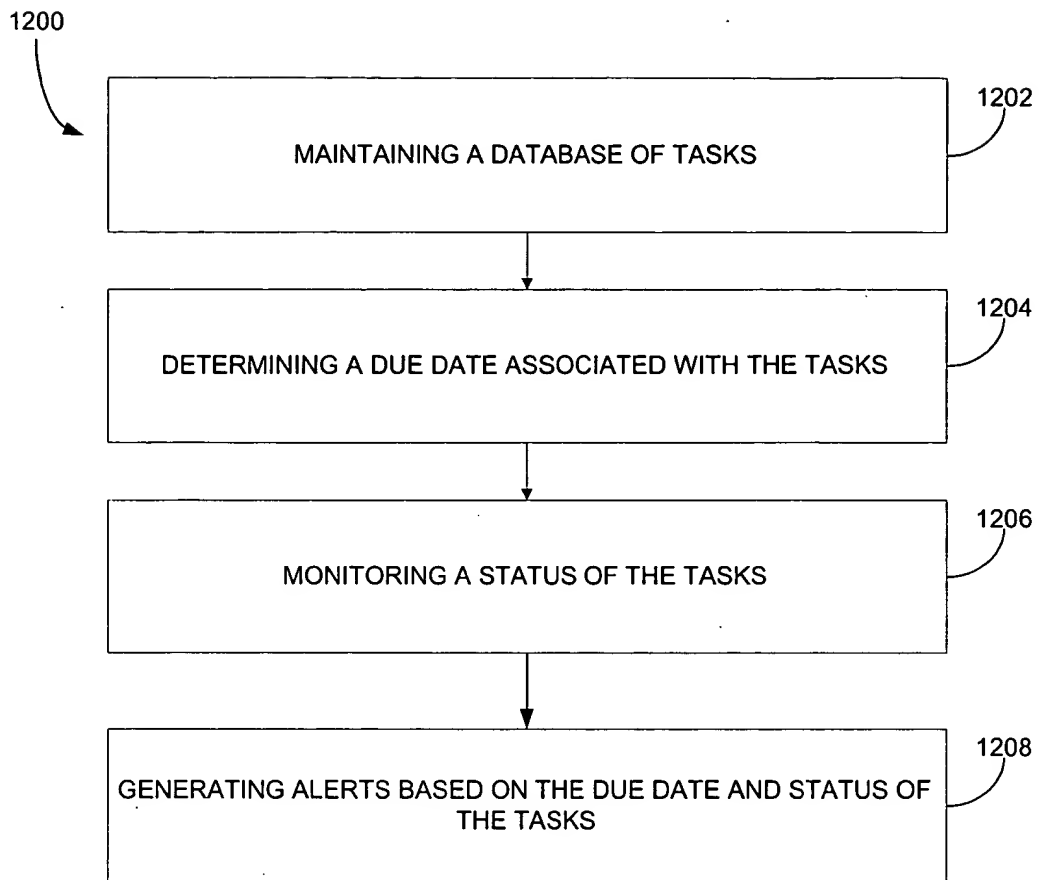 1200
1202
MAINTAINING A DATABASE OF TASKS
1204
DETERMINING A DUE DATE ASSOCIATED WITH THE TASKS
1206
MONITORING A STATUS OF THE TASKS
1208
GENERATING ALERTS BASED ON THE DUE DATE AND STATUS OF
THE TASKS